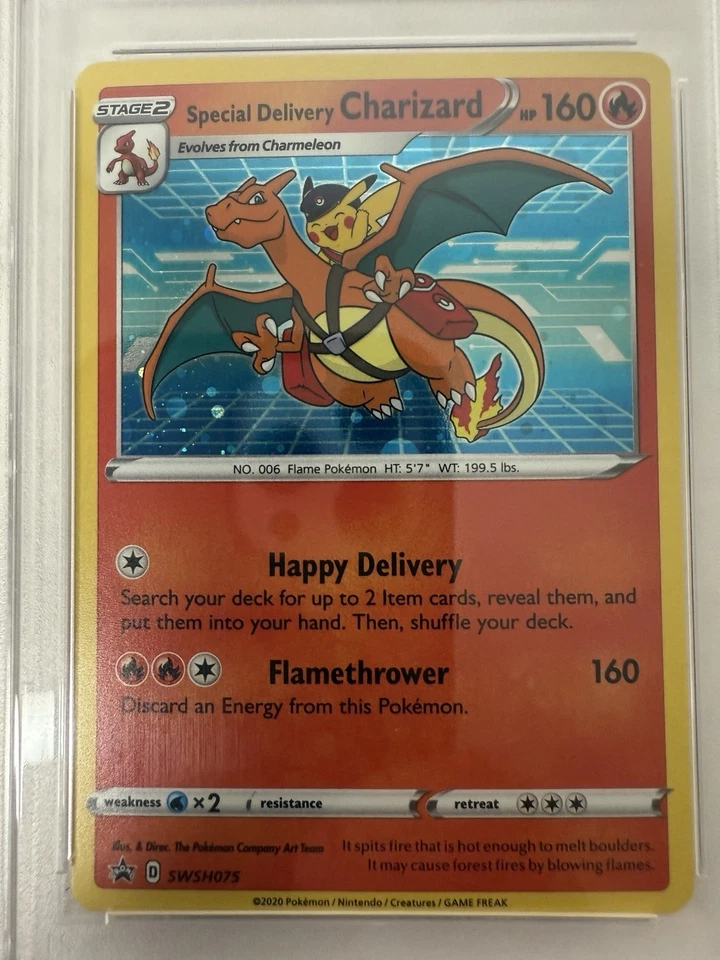 STAGE2
Special Delivery Charizard HP 160
Evolves from Charmeleon
NO. 006 Flame Pokémon HT: 5'7" WT: 199.5 lbs.
Happy Delivery
Search your deck for up to 2 Item cards, reveal them, and
put them into your hand. Then, shuffle your deck.
Flamethrower 160
Discard an Energy from this Pokémon.
weakness ×2 resistance retreat
Illus. & Direc. The Pokémon Company Art Team
It spits fire that is hot enough to melt boulders.
It may cause forest fires by blowing flames.
D SWSH075
©2020 Pokémon / Nintendo / Creatures / GAME FREAK